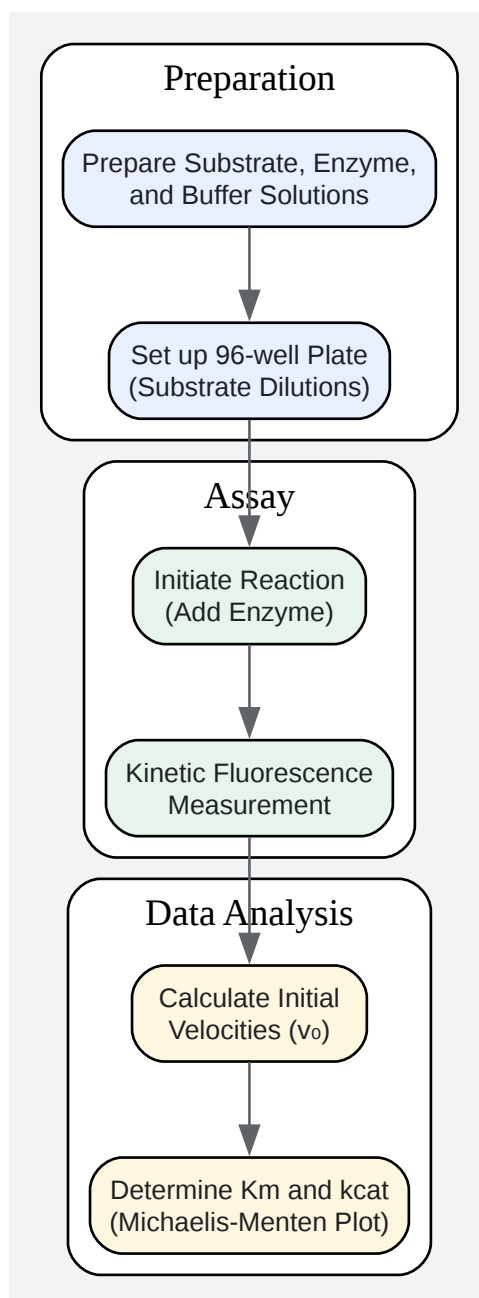 Preparation
Prepare Substrate, Enzyme,
and Buffer Solutions
Set up 96-well Plate
(Substrate Dilutions)
Assay
Initiate Reaction
(Add Enzyme)
Kinetic Fluorescence
Measurement
Data Analysis
Calculate Initial
Velocities (v₀)
Determine Km and kcat
(Michaelis-Menten Plot)